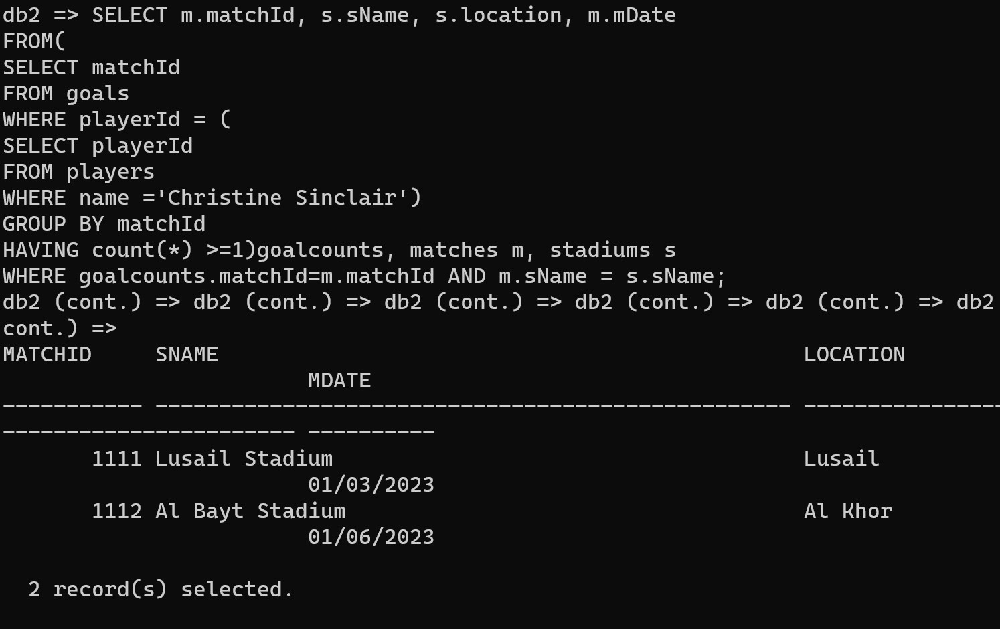 db2 => SELECT m.matchId, s.sName, s.location, m.mDate
FROM(
SELECT matchId
FROM goals
WHERE playerId = (
SELECT playerId
FROM players
WHERE name ='Christine Sinclair')
GROUP BY matchId
HAVING count(*) >=1)goalcounts, matches m, stadiums s
WHERE goalcounts.matchId=m.matchId AND m.sName = s.sName;
db2 (cont.) => db2 (cont.) => db2 (cont.) => db2 (cont.) => db2 (cont.) => db2
cont.) =>
MATCHID     SNAME                                              LOCATION
                        MDATE
----------- -------------------------------------------------- ----------------
----------------------- ----------
       1111 Lusail Stadium                                     Lusail
                        01/03/2023
       1112 Al Bayt Stadium                                    Al Khor
                        01/06/2023
  2 record(s) selected.